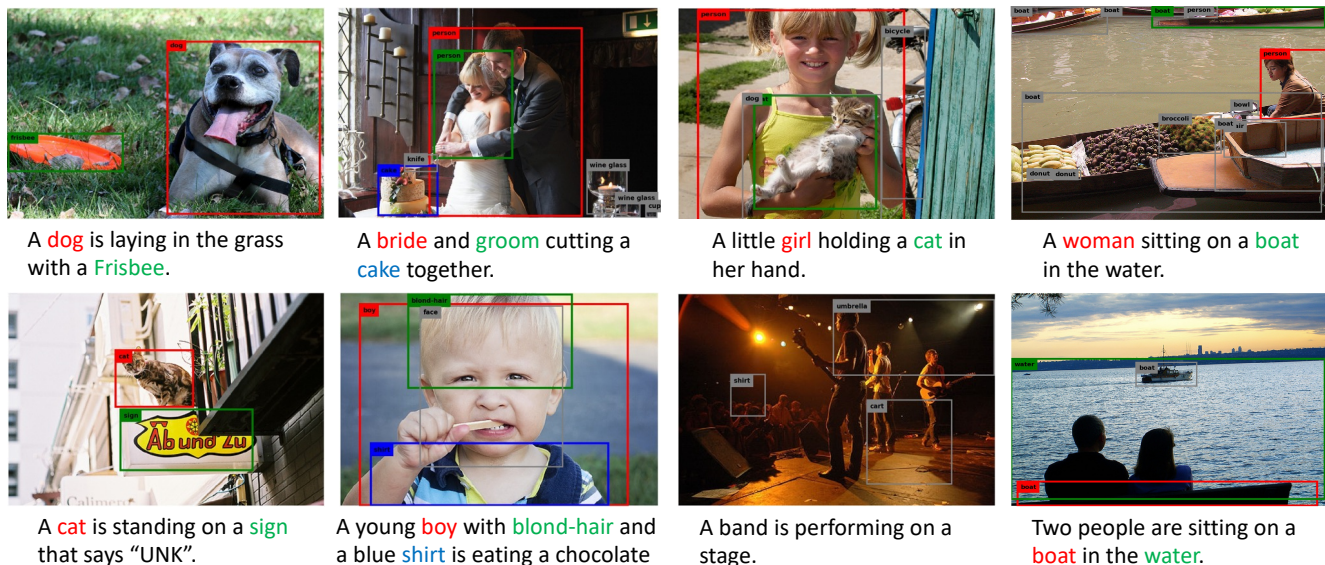 dog
frisbee
A dog is laying in the grass
with a Frisbee.
person
person
knife
cake
wine glass
wine glass
cup
A bride and groom cutting a
cake together.
person
bicycle
dog
A little girl holding a cat in
her hand.
boat
person
boat
person
boat
bowl
broccoli
boat
donut
donut
A woman sitting on a boat
in the water.
cat
sign
Ab und Zu
A cat is standing on a sign
that says “UNK”.
blond-hair
boy
face
A young boy with blond-hair and
a blue shirt is eating a chocolate
umbrella
shirt
cart
A band is performing on a
stage.
water
boat
boat
Two people are sitting on a
boat in the water.